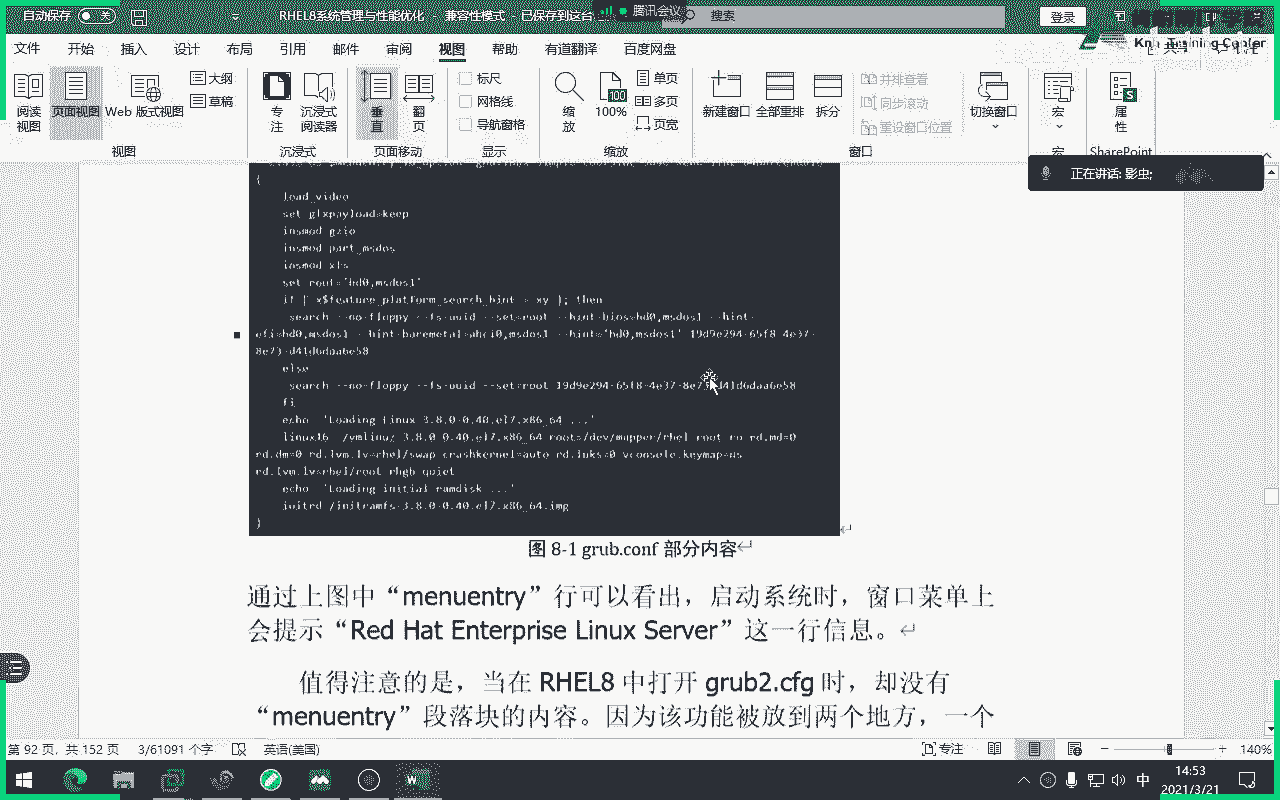 自动保存 关 RHEL8系统管理与性能优化 - 兼容性模式 - 已保存到这台 腾讯会议 搜索 登录
文件 开始 插入 设计 布局 引用 邮件 审阅 视图 帮助 有道翻译 百度网盘
阅读视图 页面视图 Web 版式视图 大纲 草稿
视图
专注 沉浸式阅读器
沉浸式
垂直 翻页
页面移动
标尺
网格线
导航窗格
显示
缩放 100% 单页 多页 页宽
缩放
新建窗口 全部重排 拆分 并排查看 同步滚动 重设窗口位置 切换窗口
窗口
宏
宏
属性
SharePoint
正在讲话: 影虫;
{
load_video
set gfxpayload=keep
insmod gzio
insmod part_msdos
insmod xfs
set root='hd0,msdos1'
if [ x$feature_platform_search_hint = xy ]; then
search --no-floppy --fs-uuid --set=root --hint-bios=hd0,msdos1 --hint-
efi=hd0,msdos1 --hint-baremetal=ahci0,msdos1 --hint='hd0,msdos1' 19d9e294-65f8-4e37-
8e73-d41d6daa6e58
else
search --no-floppy --fs-uuid --set=root 19d9e294-65f8-4e37-8e73-d41d6daa6e58
fi
echo 'Loading Linux 3.8.0-0.40.el7.x86_64 ...'
linux16 /vmlinuz-3.8.0-0.40.el7.x86_64 root=/dev/mapper/rhel-root ro rd.md=0
rd.dm=0 rd.lvm.lv=rhel/swap crashkernel=auto rd.luks=0 vconsole.keymap=us
rd.lvm.lv=rhel/root rhgb quiet
echo 'Loading initial ramdisk ...'
initrd /initramfs-3.8.0-0.40.el7.x86_64.img
}
图 8-1 grub.conf 部分内容
通过上图中“menuentry”行可以看出，启动系统时，窗口菜单上
会提示“Red Hat Enterprise Linux Server”这一行信息。
值得注意的是，当在 RHEL8 中打开 grub2.cfg 时，却没有
“menuentry”段落块的内容。因为该功能被放到两个地方，一个
第 92 页，共 152 页 3/61091 个字 英语(美国) 专注 140%
中 14:53
2021/3/21